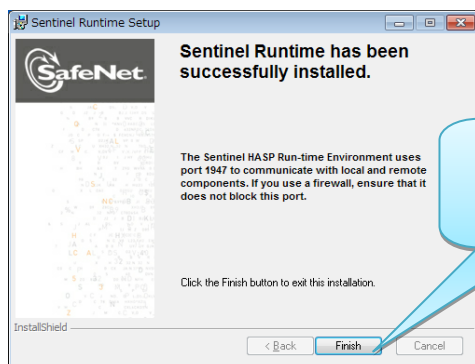 Sentinel Runtime Setup
SafeNet.
Sentinel Runtime has been
successfully installed.
The Sentinel HASP Run-time Environment uses
port 1947 to communicate with local and remote
components. If you use a firewall, ensure that it
does not block this port.
Click the Finish button to exit this installation.
InstallShield
< Back Finish Cancel